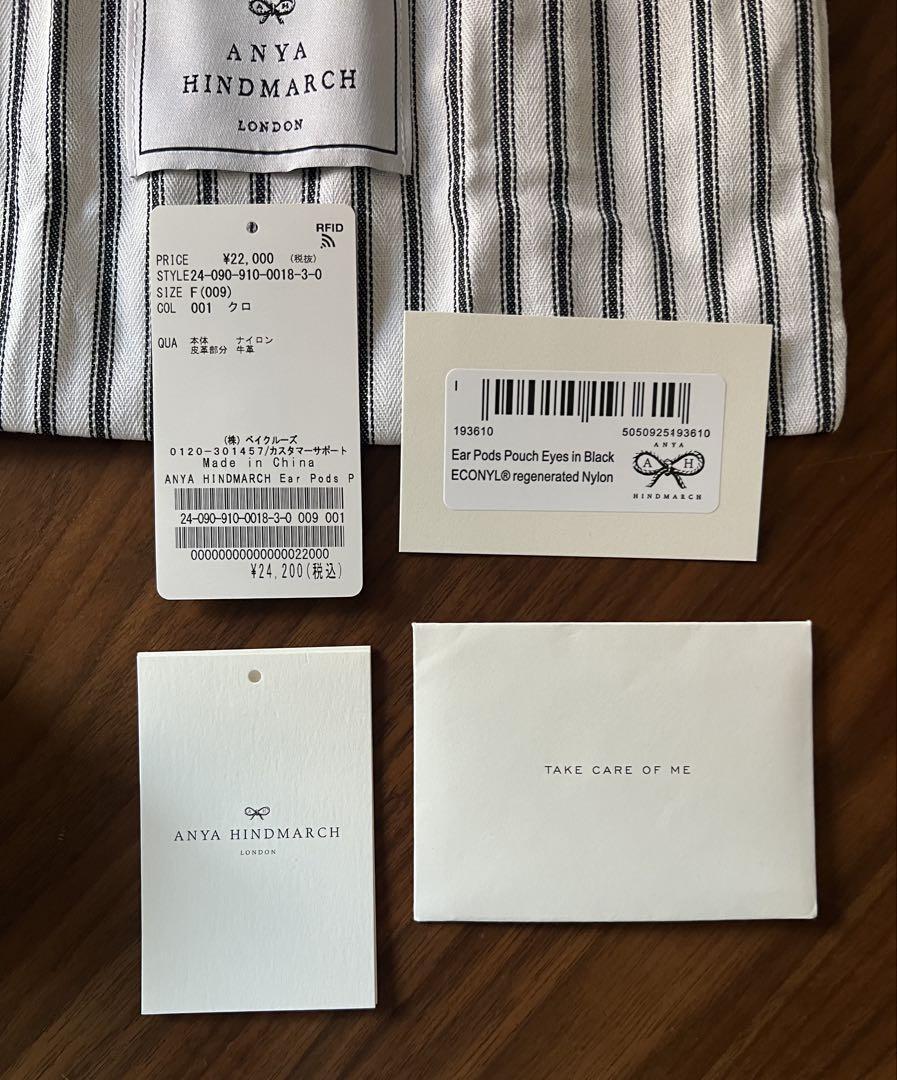 ANYA
HINDMARCH
LONDON
RFID
PRICE ¥22,000 (税抜)
STYLE24-090-910-0018-3-0
SIZE F(009)
COL 001 クロ
QUA 本体 ナイロン
皮革部分 牛革
(株)ベイクルーズ
0120-301457/カスタマーサポート
Made in China
ANYA HINDMARCH Ear Pods P
24-090-910-0018-3-0 009 001
00000000000000022000
¥24,200(税込)
I
193610 5050925193610
Ear Pods Pouch Eyes in Black
ECONYL® regenerated Nylon
ANYA
A H
HINDMARCH
A H
ANYA HINDMARCH
LONDON
TAKE CARE OF ME